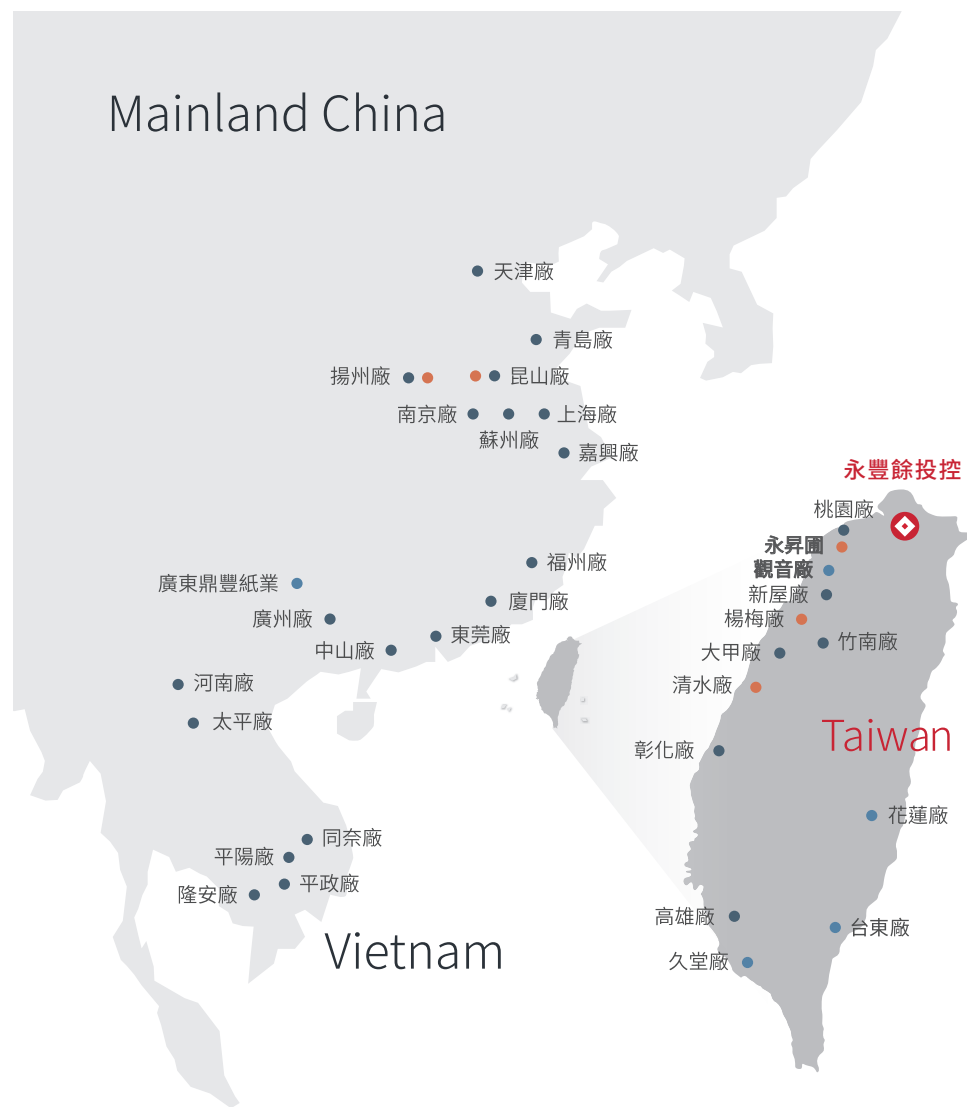 Mainland China
天津廠
青島廠
揚州廠
昆山廠
南京廠
上海廠
蘇州廠
嘉興廠
永豐餘投控
桃園廠
永昇圃
觀音廠
福州廠
廣東鼎豐紙業
新屋廠
廈門廠
廣州廠
楊梅廠
東莞廠
竹南廠
中山廠
大甲廠
河南廠
清水廠
太平廠
Taiwan
彰化廠
花蓮廠
同奈廠
平陽廠
平政廠
隆安廠
高雄廠
台東廠
Vietnam
久堂廠